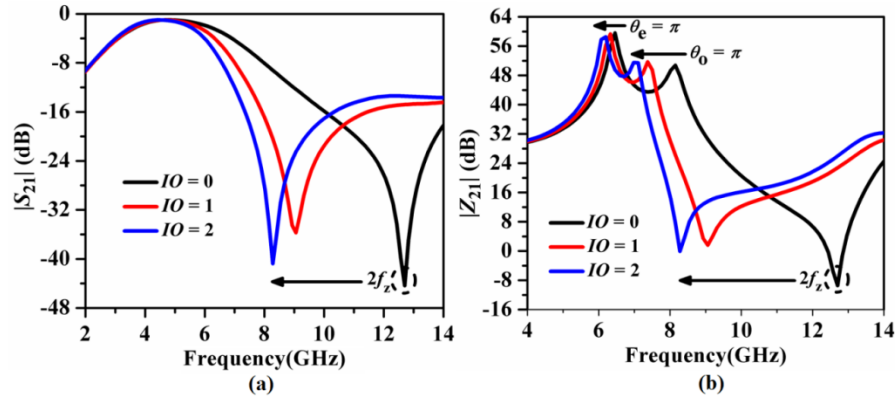 0
-8
-16
-24
-32
-40
-48
|S21| (dB)
IO = 0
IO = 1
IO = 2
2fz
2 4 6 8 10 12 14
Frequency(GHz)
(a)
64
56
48
40
32
24
16
8
0
-8
-16
|Z21| (dB)
θe = π
θo = π
IO = 0
IO = 1
IO = 2
2fz
4 6 8 10 12 14
Frequency(GHz)
(b)